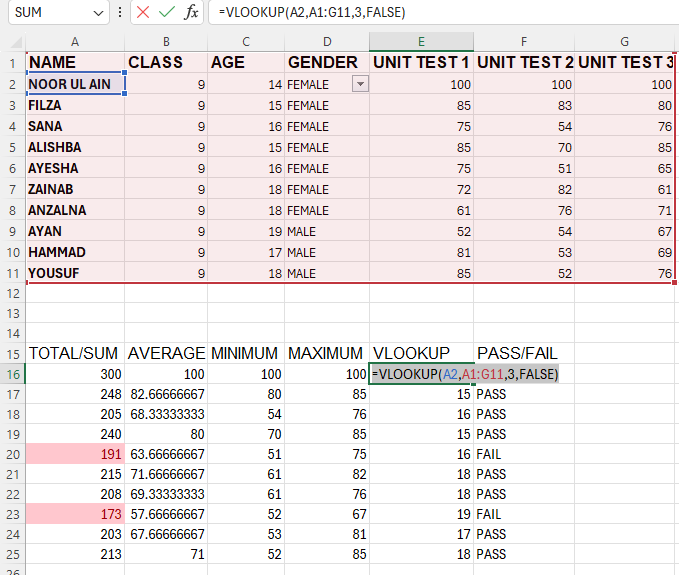 SUM =VLOOKUP(A2,A1:G11,3,FALSE)
A B C D E F G
1 NAME CLASS AGE GENDER UNIT TEST 1 UNIT TEST 2 UNIT TEST 3
2 NOOR UL AIN 9 14 FEMALE 100 100 100
3 FILZA 9 15 FEMALE 85 83 80
4 SANA 9 16 FEMALE 75 54 76
5 ALISHBA 9 15 FEMALE 85 70 85
6 AYESHA 9 16 FEMALE 75 51 65
7 ZAINAB 9 18 FEMALE 72 82 61
8 ANZALNA 9 18 FEMALE 61 76 71
9 AYAN 9 19 MALE 52 54 67
10 HAMMAD 9 17 MALE 81 53 69
11 YOUSUF 9 18 MALE 85 52 76
12
13
14
15 TOTAL/SUM AVERAGE MINIMUM MAXIMUM VLOOKUP PASS/FAIL
16 300 100 100 100 =VLOOKUP(A2,A1:G11,3,FALSE)
17 248 82.66666667 80 85 15 PASS
18 205 68.33333333 54 76 16 PASS
19 240 80 70 85 15 PASS
20 191 63.66666667 51 75 16 FAIL
21 215 71.66666667 61 82 18 PASS
22 208 69.33333333 61 76 18 PASS
23 173 57.66666667 52 67 19 FAIL
24 203 67.66666667 53 81 17 PASS
25 213 71 52 85 18 PASS
26